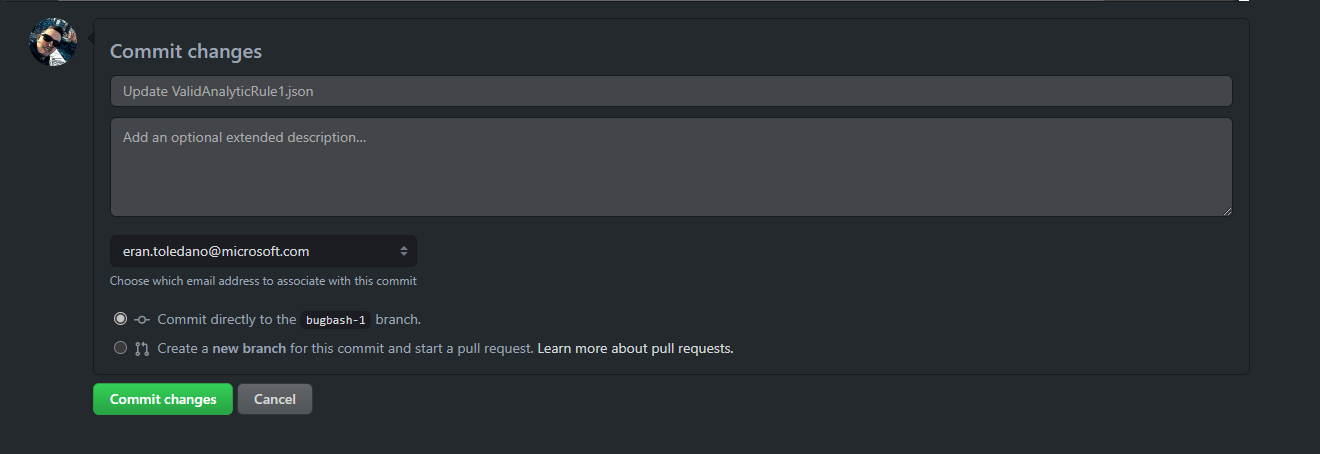 Commit changes
Update ValidAnalyticRule1.json
Add an optional extended description...
eran.toledano@microsoft.com
Choose which email address to associate with this commit
Commit directly to the bugbash-1 branch.
Create a new branch for this commit and start a pull request. Learn more about pull requests.
Commit changes Cancel